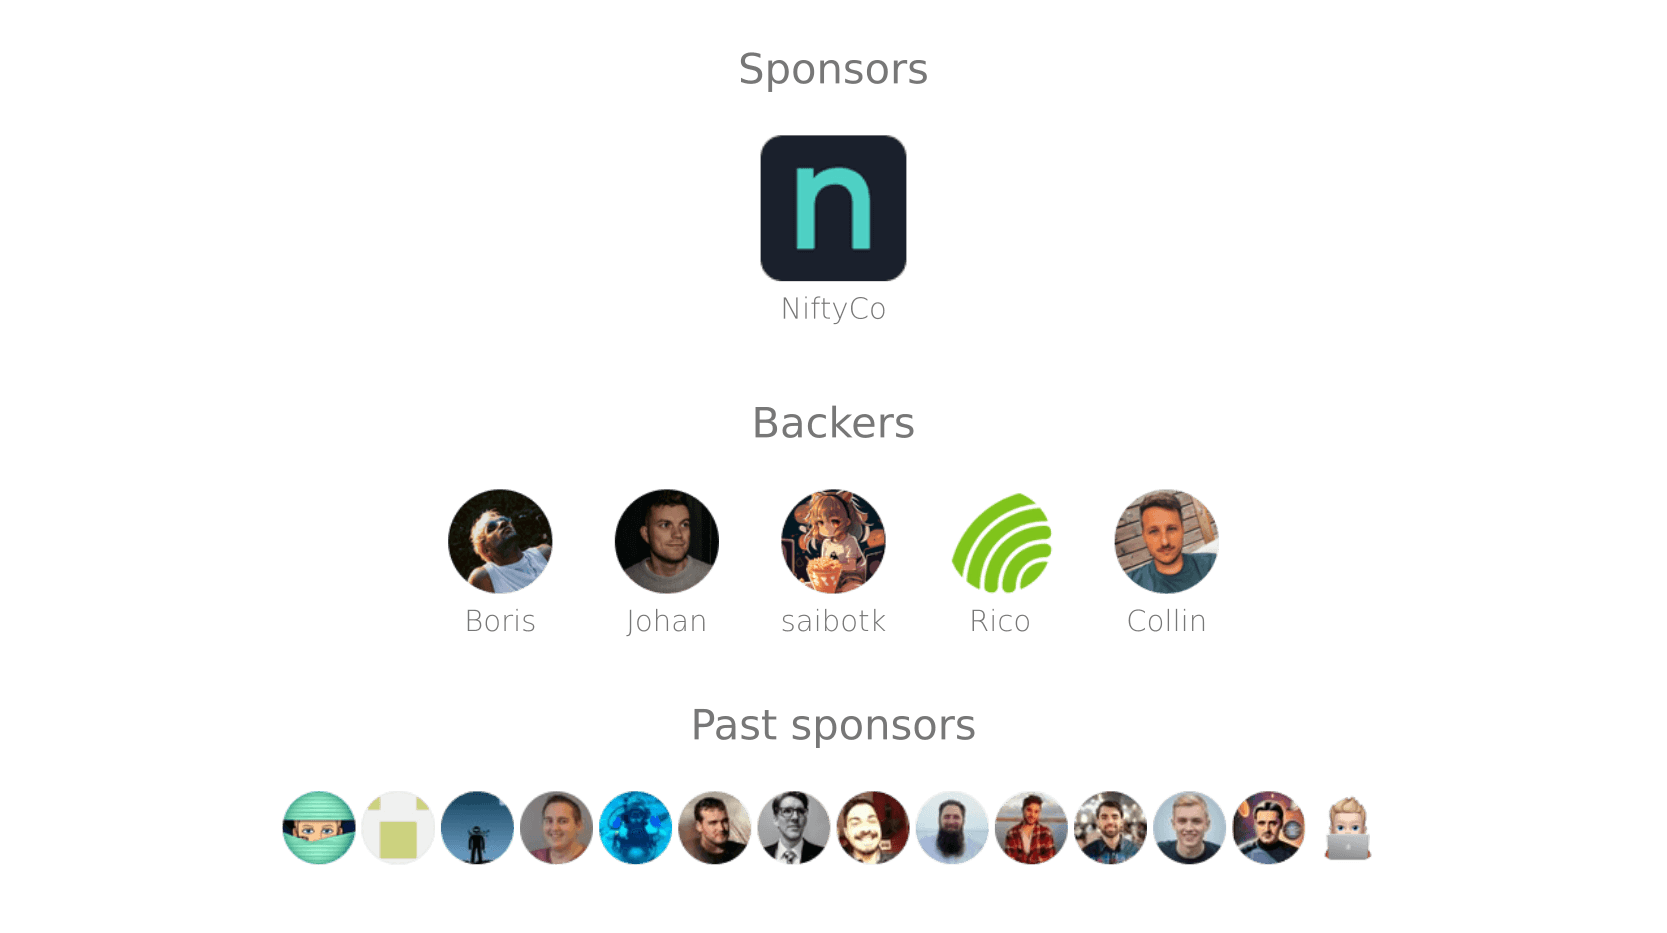 Sponsors
n
NiftyCo
Backers
Boris Johan saibotk Rico Collin
Past sponsors